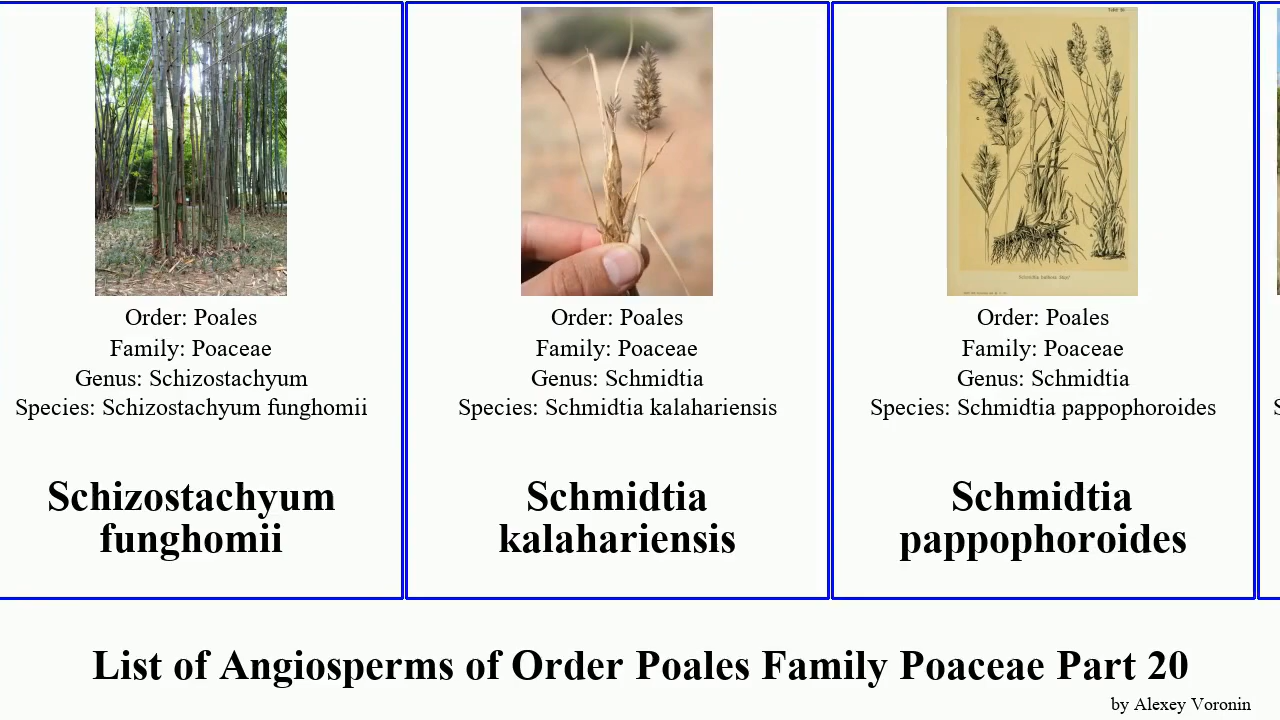 Order: Poales
Family: Poaceae
Genus: Schizostachyum
Species: Schizostachyum funghomii
Schizostachyum
funghomii
Order: Poales
Family: Poaceae
Genus: Schmidtia
Species: Schmidtia kalahariensis
Schmidtia
kalahariensis
Order: Poales
Family: Poaceae
Genus: Schmidtia
Species: Schmidtia pappophoroides
Schmidtia
pappophoroides
List of Angiosperms of Order Poales Family Poaceae Part 20
by Alexey Voronin